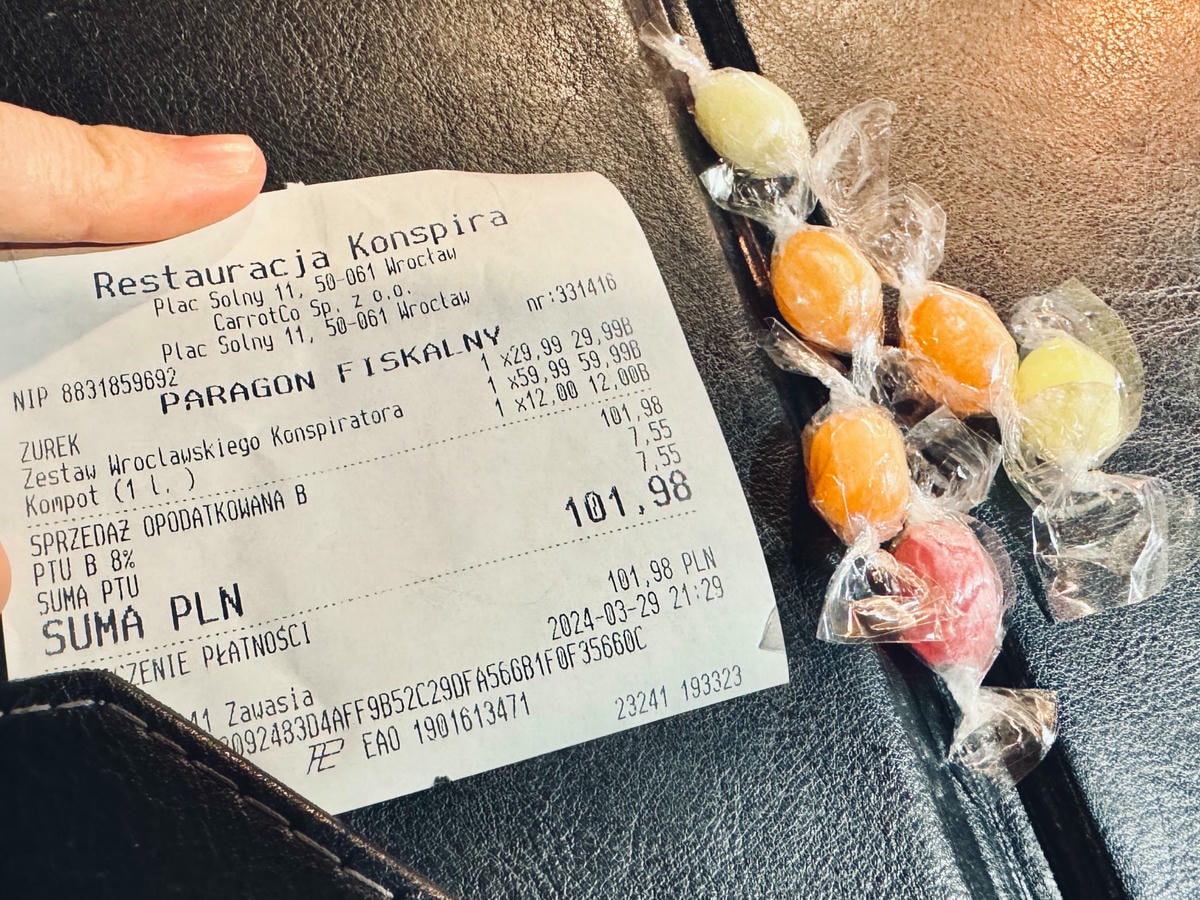 Restauracja Konspira
Plac Solny 11, 50-061 Wrocław
CarrotCo Sp. z o.o.
Plac Solny 11, 50-061 Wrocław
NIP 8831859692 nr:331416
PARAGON FISKALNY
ZUREK 1 x29,99 29,99B
Zestaw Wroclawskiego Konspiratora 1 x59,99 59,99B
Kompot (1 l. ) 1 x12,00 12,00B
SPRZEDAŻ OPODATKOWANA B 101,98
PTU B 8% 7,55
SUMA PTU 7,55
SUMA PLN 101,98
ZENIE PŁATNOŚCI 101,98 PLN
2024-03-29 21:29
41 Zawasia
092483D4AFF9B52C29DFA566B1F0F35660C
EAO 1901613471 23241 193323